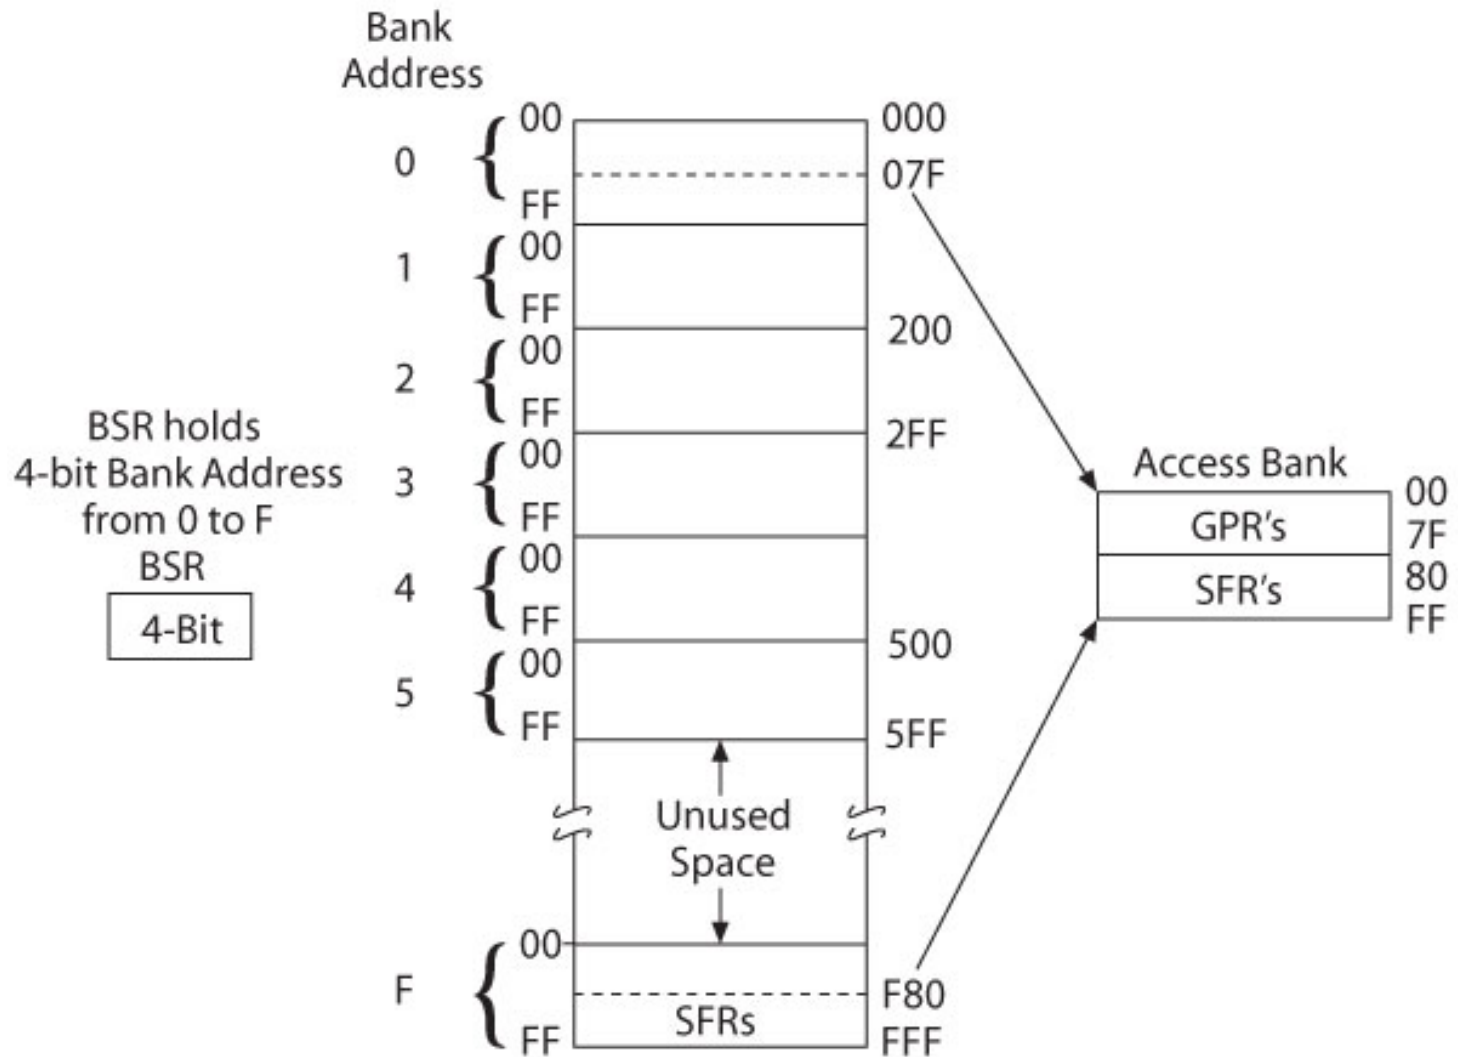 Bank
Address
00 000
0
07F
FF
00
1
FF
200
00
2
FF
2FF
BSR holds
4-bit Bank Address
from 0 to F
BSR
4-Bit
00
3
FF
00
4
FF
500
00
5
FF
5FF
Access Bank
GPR's
00
7F
SFR's
80
FF
Unused
Space
00
F
F80
SFRs
FF FFF